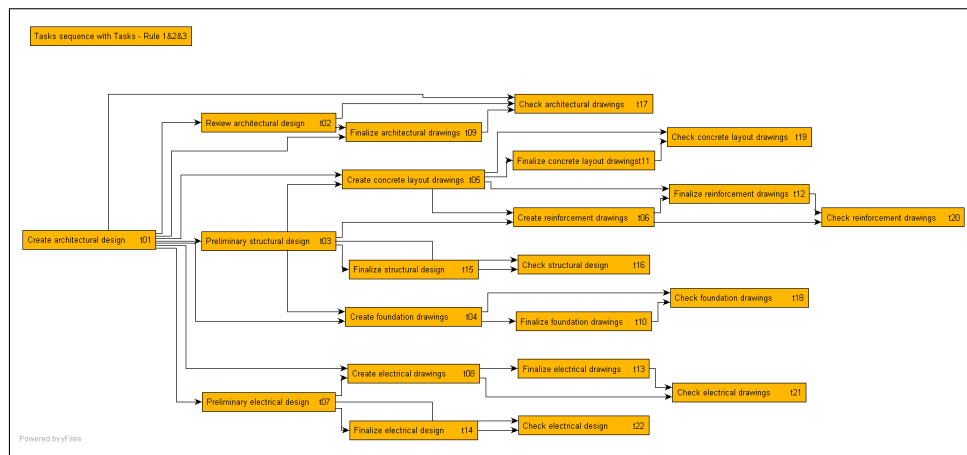 Tasks sequence with Tasks - Rule 1&2&3
Check architectural drawings t17
Review architectural design t02
Finalize architectural drawings t09
Check concrete layout drawings t19
Finalize concrete layout drawings t11
Create concrete layout drawings t05
Finalize reinforcement drawings t12
Create reinforcement drawings t06
Check reinforcement drawings t20
Create architectural design t01
Preliminary structural design t03
Check structural design t16
Finalize structural design t15
Check foundation drawings t18
Create foundation drawings t04
Finalize foundation drawings t10
Finalize electrical drawings t13
Create electrical drawings t08
Check electrical drawings t21
Preliminary electrical design t07
Check electrical design t22
Finalize electrical design t14
Powered by yFiles